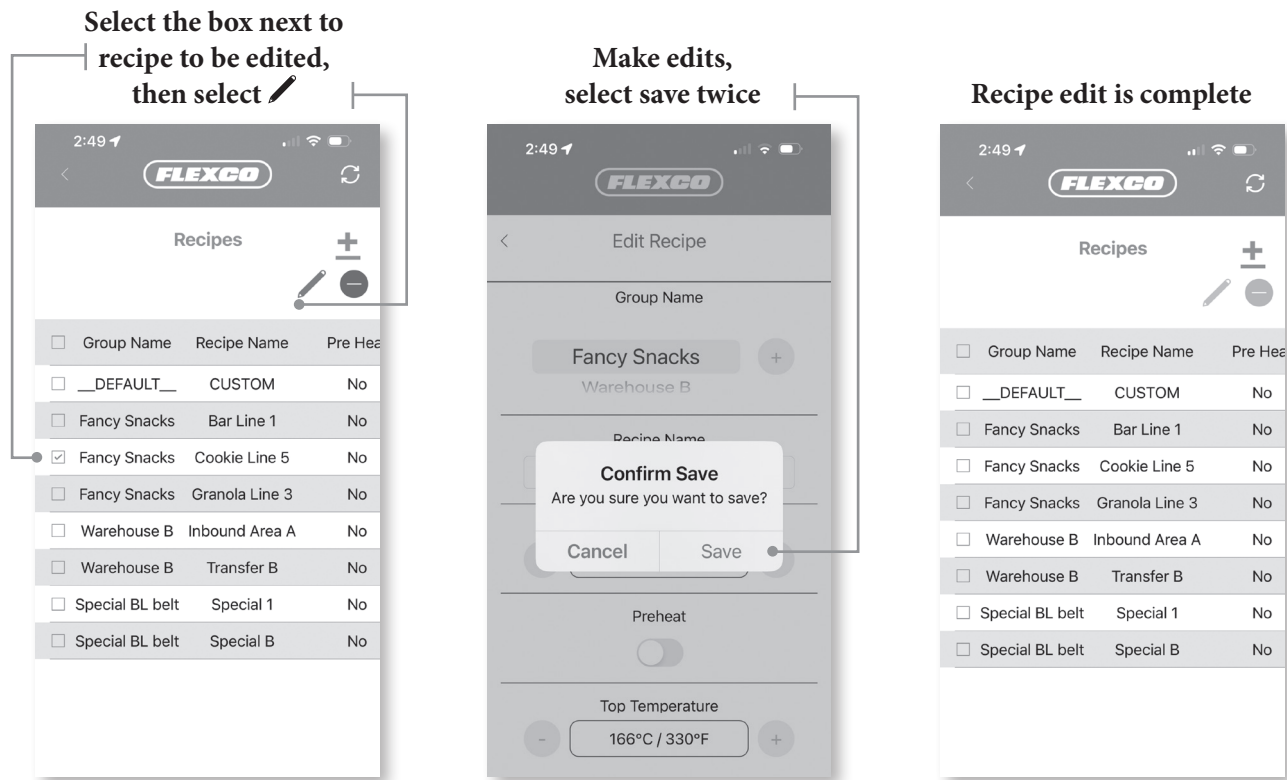 Select the box next to
recipe to be edited,
then select
2:49
FLEXCO
Recipes
+
Group Name Recipe Name Pre Hea
__DEFAULT__ CUSTOM No
Fancy Snacks Bar Line 1 No
Fancy Snacks Cookie Line 5 No
Fancy Snacks Granola Line 3 No
Warehouse B Inbound Area A No
Warehouse B Transfer B No
Special BL belt Special 1 No
Special BL belt Special B No
Make edits,
select save twice
2:49
FLEXCO
< Edit Recipe
Group Name
Fancy Snacks +
Warehouse B
Recipe Name
Confirm Save
Are you sure you want to save?
Cancel Save
Preheat
Top Temperature
- 166°C / 330°F +
Recipe edit is complete
2:49
FLEXCO
Recipes
+
Group Name Recipe Name Pre Hea
__DEFAULT__ CUSTOM No
Fancy Snacks Bar Line 1 No
Fancy Snacks Cookie Line 5 No
Fancy Snacks Granola Line 3 No
Warehouse B Inbound Area A No
Warehouse B Transfer B No
Special BL belt Special 1 No
Special BL belt Special B No